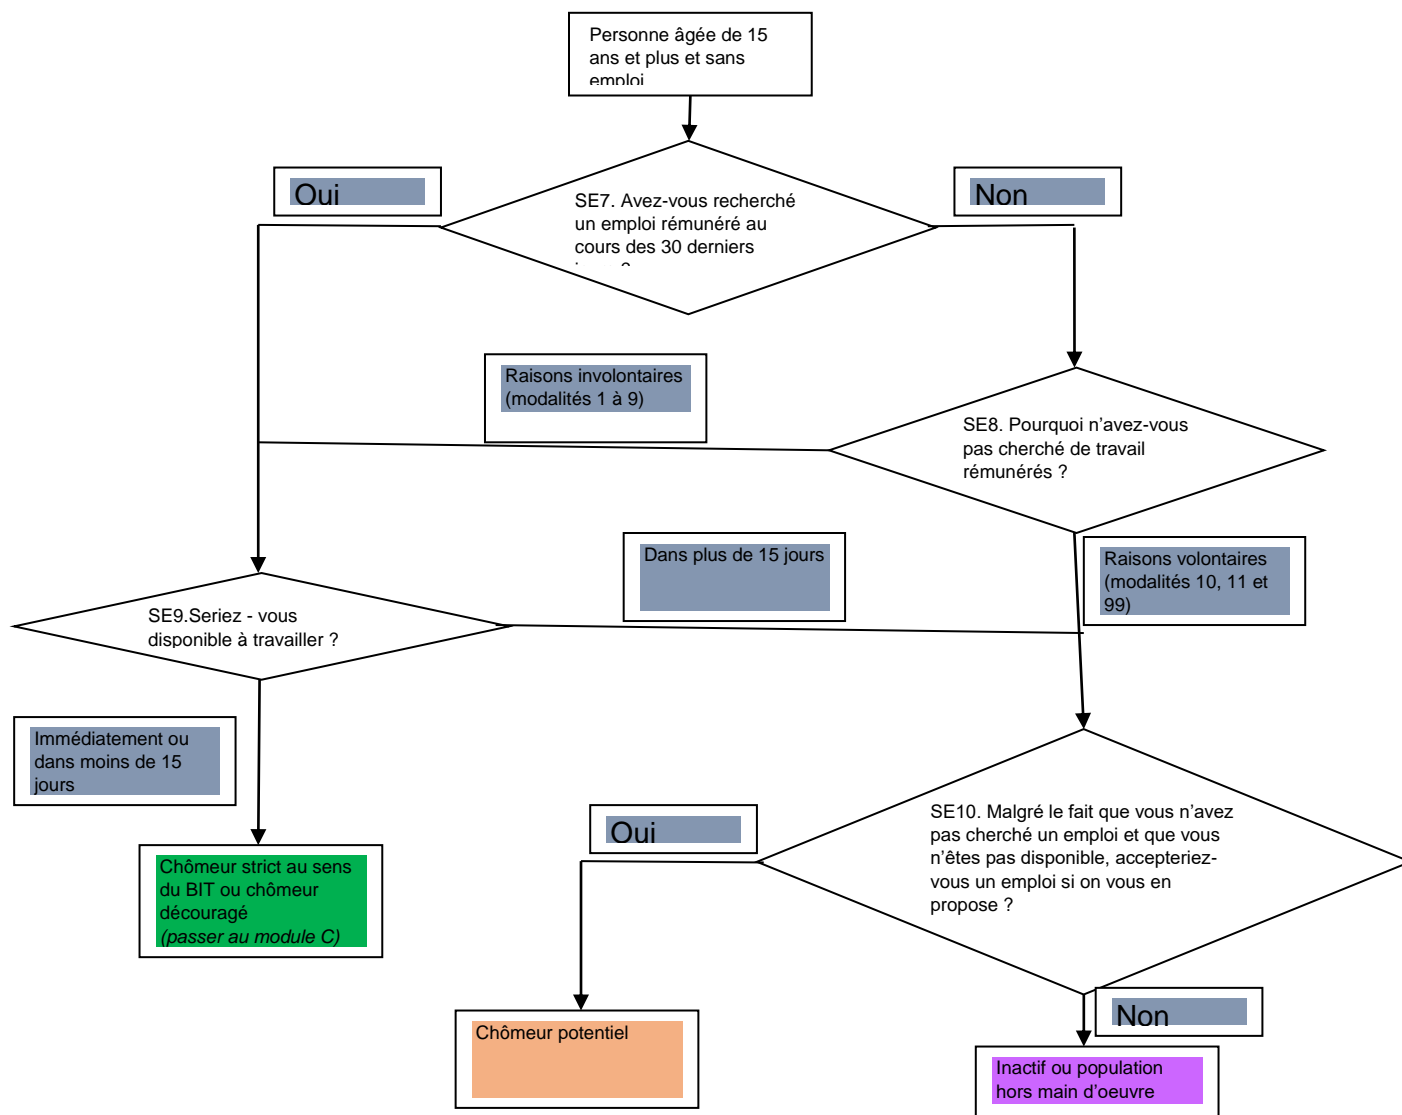 Personne âgée de 15
ans et plus et sans
emploi
Oui
Non
SE7. Avez-vous recherché
un emploi rémunéré au
cours des 30 derniers
Raisons involontaires
(modalités 1 à 9)
SE8. Pourquoi n’avez-vous
pas cherché de travail
rémunérés ?
Dans plus de 15 jours
Raisons volontaires
(modalités 10, 11 et
99)
SE9.Seriez - vous
disponible à travailler ?
Immédiatement ou
dans moins de 15
jours
SE10. Malgré le fait que vous n’avez
pas cherché un emploi et que vous
n’êtes pas disponible, accepteriez-
vous un emploi si on vous en
propose ?
Oui
Chômeur strict au sens
du BIT ou chômeur
découragé
(passer au module C)
Non
Chômeur potentiel
Inactif ou population
hors main d'oeuvre